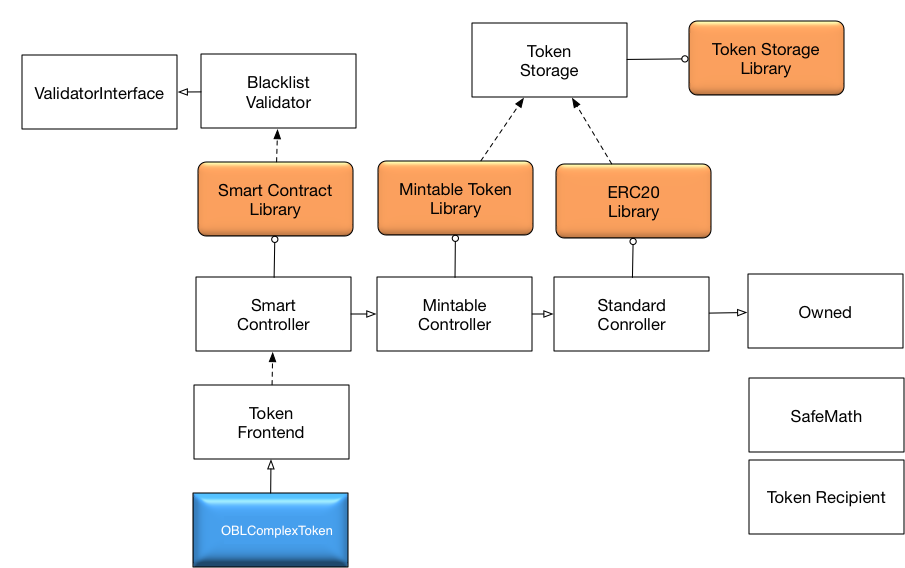 Token
Storage
Token Storage
Library
ValidatorInterface
Blacklist
Validator
Smart Contract
Library
Mintable Token
Library
ERC20
Library
Smart
Controller
Mintable
Controller
Standard
Conroller
Owned
Token
Frontend
SafeMath
Token Recipient
OBLComplexToken